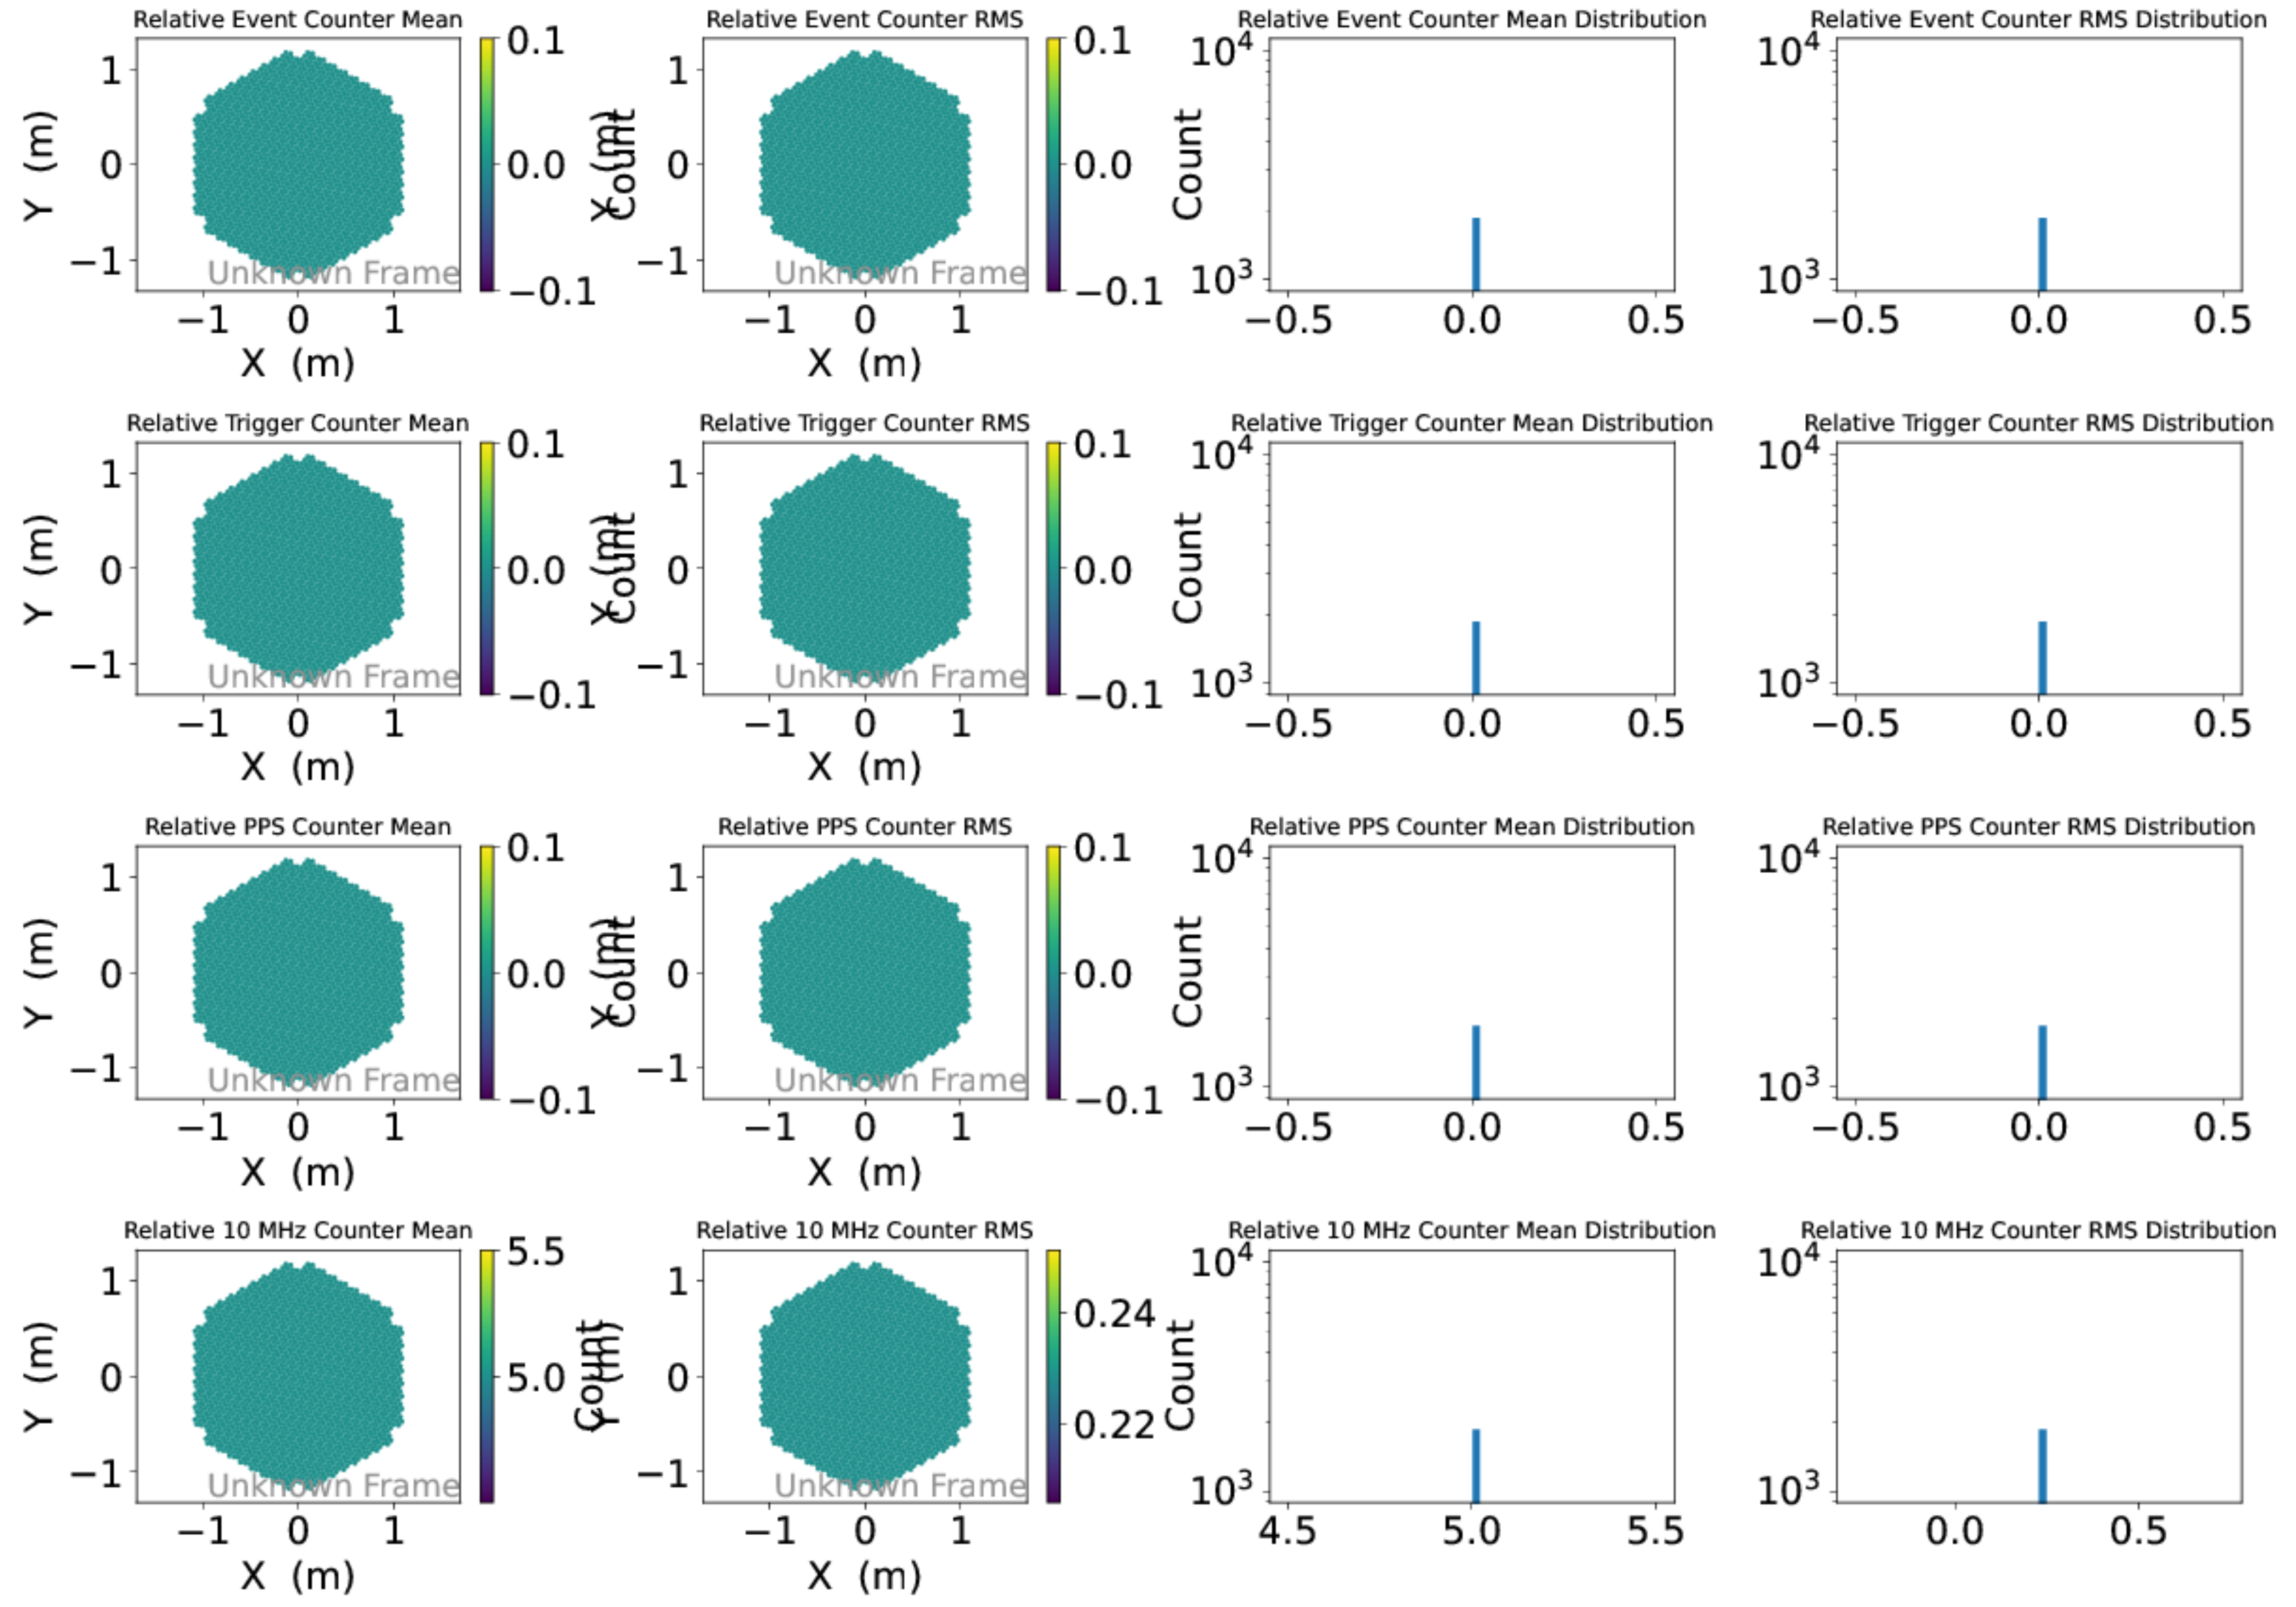 Relative Event Counter Mean
Y (m)
1
0
−1
Unknown Frame
−1 0 1
X (m)
0.1
0.0
−0.1
Relative Event Counter RMS
Y (m)
Count
1
0
−1
Unknown Frame
−1 0 1
X (m)
0.1
0.0
−0.1
Relative Event Counter Mean Distribution
Count
10⁴
10³
−0.5 0.0 0.5
Relative Event Counter RMS Distribution
10⁴
10³
−0.5 0.0 0.5
Relative Trigger Counter Mean
Y (m)
1
0
−1
Unknown Frame
−1 0 1
X (m)
0.1
0.0
−0.1
Relative Trigger Counter RMS
Y (m)
Count
1
0
−1
Unknown Frame
−1 0 1
X (m)
0.1
0.0
−0.1
Relative Trigger Counter Mean Distribution
Count
10⁴
10³
−0.5 0.0 0.5
Relative Trigger Counter RMS Distribution
10⁴
10³
−0.5 0.0 0.5
Relative PPS Counter Mean
Y (m)
1
0
−1
Unknown Frame
−1 0 1
X (m)
0.1
0.0
−0.1
Relative PPS Counter RMS
Y (m)
Count
1
0
−1
Unknown Frame
−1 0 1
X (m)
0.1
0.0
−0.1
Relative PPS Counter Mean Distribution
Count
10⁴
10³
−0.5 0.0 0.5
Relative PPS Counter RMS Distribution
10⁴
10³
−0.5 0.0 0.5
Relative 10 MHz Counter Mean
Y (m)
1
0
−1
Unknown Frame
−1 0 1
X (m)
5.5
5.0
Relative 10 MHz Counter RMS
Count
Y (m)
1
0
−1
Unknown Frame
−1 0 1
X (m)
0.24
0.22
Relative 10 MHz Counter Mean Distribution
Count
10⁴
10³
4.5 5.0 5.5
Relative 10 MHz Counter RMS Distribution
10⁴
10³
0.0 0.5